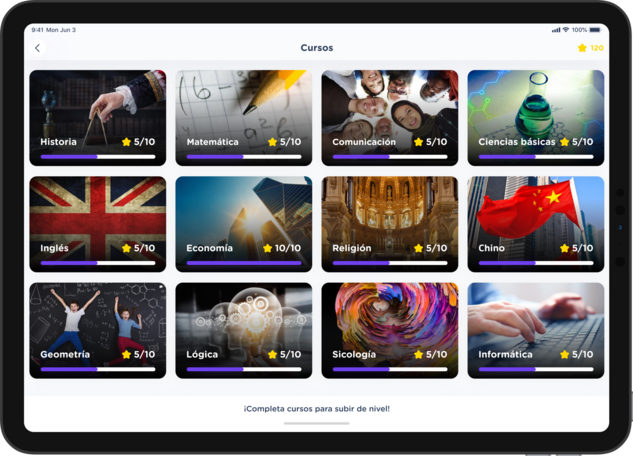 9:41 Mon Jun 3
100%
Cursos
120
Historia
5/10
Matemática
5/10
Comunicación
5/10
Ciencias básicas
5/10
Inglés
5/10
Economía
10/10
Religión
5/10
Chino
5/10
Geometría
5/10
Lógica
5/10
Sicología
5/10
Informática
5/10
¡Completa cursos para subir de nivel!